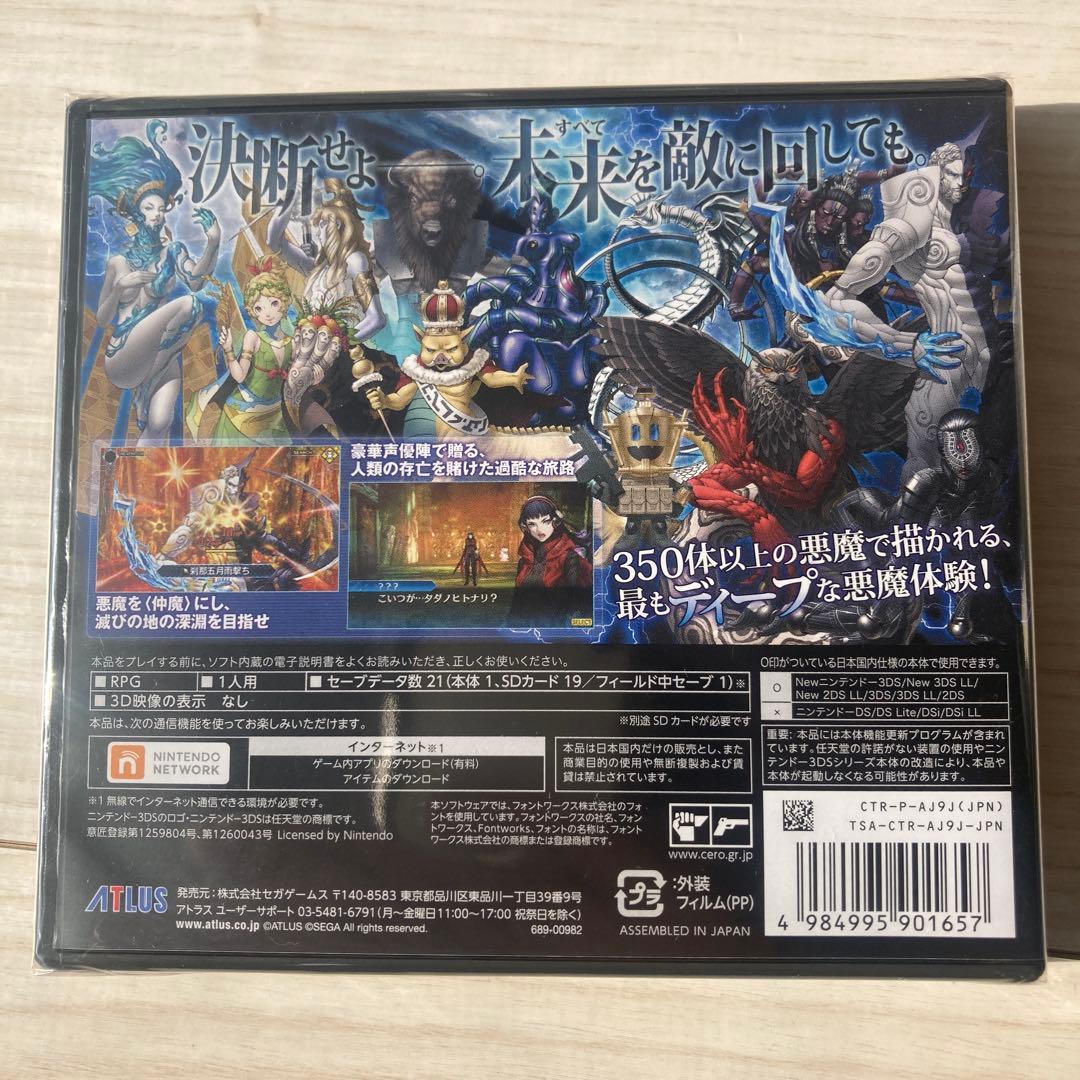 決断せよ――。未来を敵に回しても。
すべて
豪華声優陣で贈る、
人類の存亡を賭けた過酷な旅路
刹那五月雨撃ち
？？？
こいつが…タダノヒトナリ？
SELECT
悪魔を〈仲魔〉にし、
滅びの地の深淵を目指せ
350体以上の悪魔で描かれる、
最もディープな悪魔体験！
本品をプレイする前に、ソフト内蔵の電子説明書をよくお読みいただき、正しくお使いください。
■RPG ■1人用 ■セーブデータ数 21(本体 1、SDカード 19／フィールド中セーブ 1)※
■3D映像の表示 なし
本品は、次の通信機能を使ってお楽しみいただけます。
※別途 SDカードが必要です
NINTENDO
NETWORK
インターネット※1
ゲーム内アプリのダウンロード(有料)
アイテムのダウンロード
本品は日本国内だけの販売とし、また
商業目的の使用や無断複製および賃
貸は禁止されています。
※1 無線でインターネット通信できる環境が必要です。
ニンテンドー3DSのロゴ・ニンテンドー3DSは任天堂の商標です。
意匠登録第1259804号、第1260043号 Licensed by Nintendo
本ソフトウェアでは、フォントワークス株式会社のフォ
ントを使用しています。フォントワークスの社名、フォン
トワークス、Fontworks、フォントの名称は、フォント
ワークス株式会社の商標または登録商標です。
www.cero.gr.jp
O印がついている日本国内仕様の本体で使用できます。
O Newニンテンドー3DS/New 3DS LL/
New 2DS LL/3DS/3DS LL/2DS
× ニンテンドーDS/DS Lite/DSi/DSi LL
重要: 本品には本体機能更新プログラムが含まれ
ています。任天堂の許諾がない装置の使用やニン
テンドー3DSシリーズ本体の改造により、本品や
本体が起動しなくなる可能性があります。
CTR-P-AJ9J(JPN)
TSA-CTR-AJ9J-JPN
4 984995 901657
ATLUS
発売元：株式会社セガゲームス 〒140-8583 東京都品川区東品川一丁目39番9号
アトラス ユーザーサポート 03-5481-6791(月〜金曜日11:00〜17:00 祝祭日を除く)
www.atlus.co.jp ©ATLUS ©SEGA All rights reserved.
689-00982
プラ
:外装
フィルム(PP)
ASSEMBLED IN JAPAN